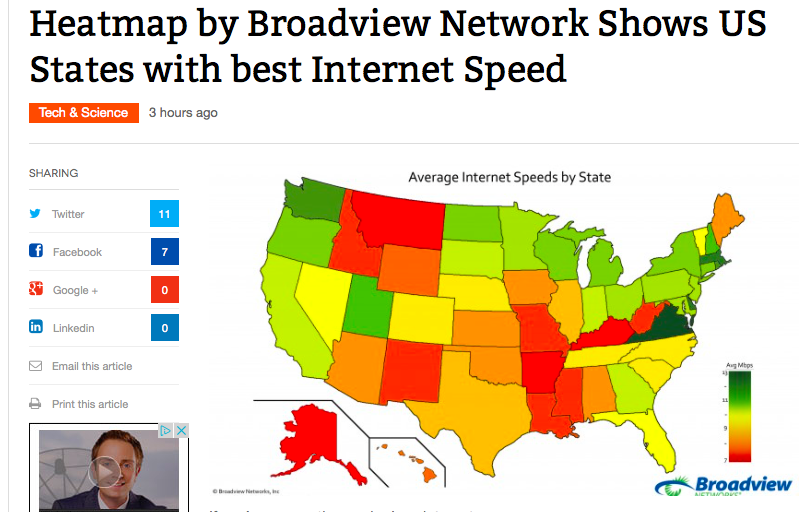 Heatmap by Broadview Network Shows US
States with best Internet Speed
Tech & Science 3 hours ago
SHARING
Twitter 11
Facebook 7
Google + 0
Linkedin 0
Email this article
Print this article
Average Internet Speeds by State
Avg Mbps
13
11
9
7
© Broadview Networks, Inc
Broadview
NETWORKS